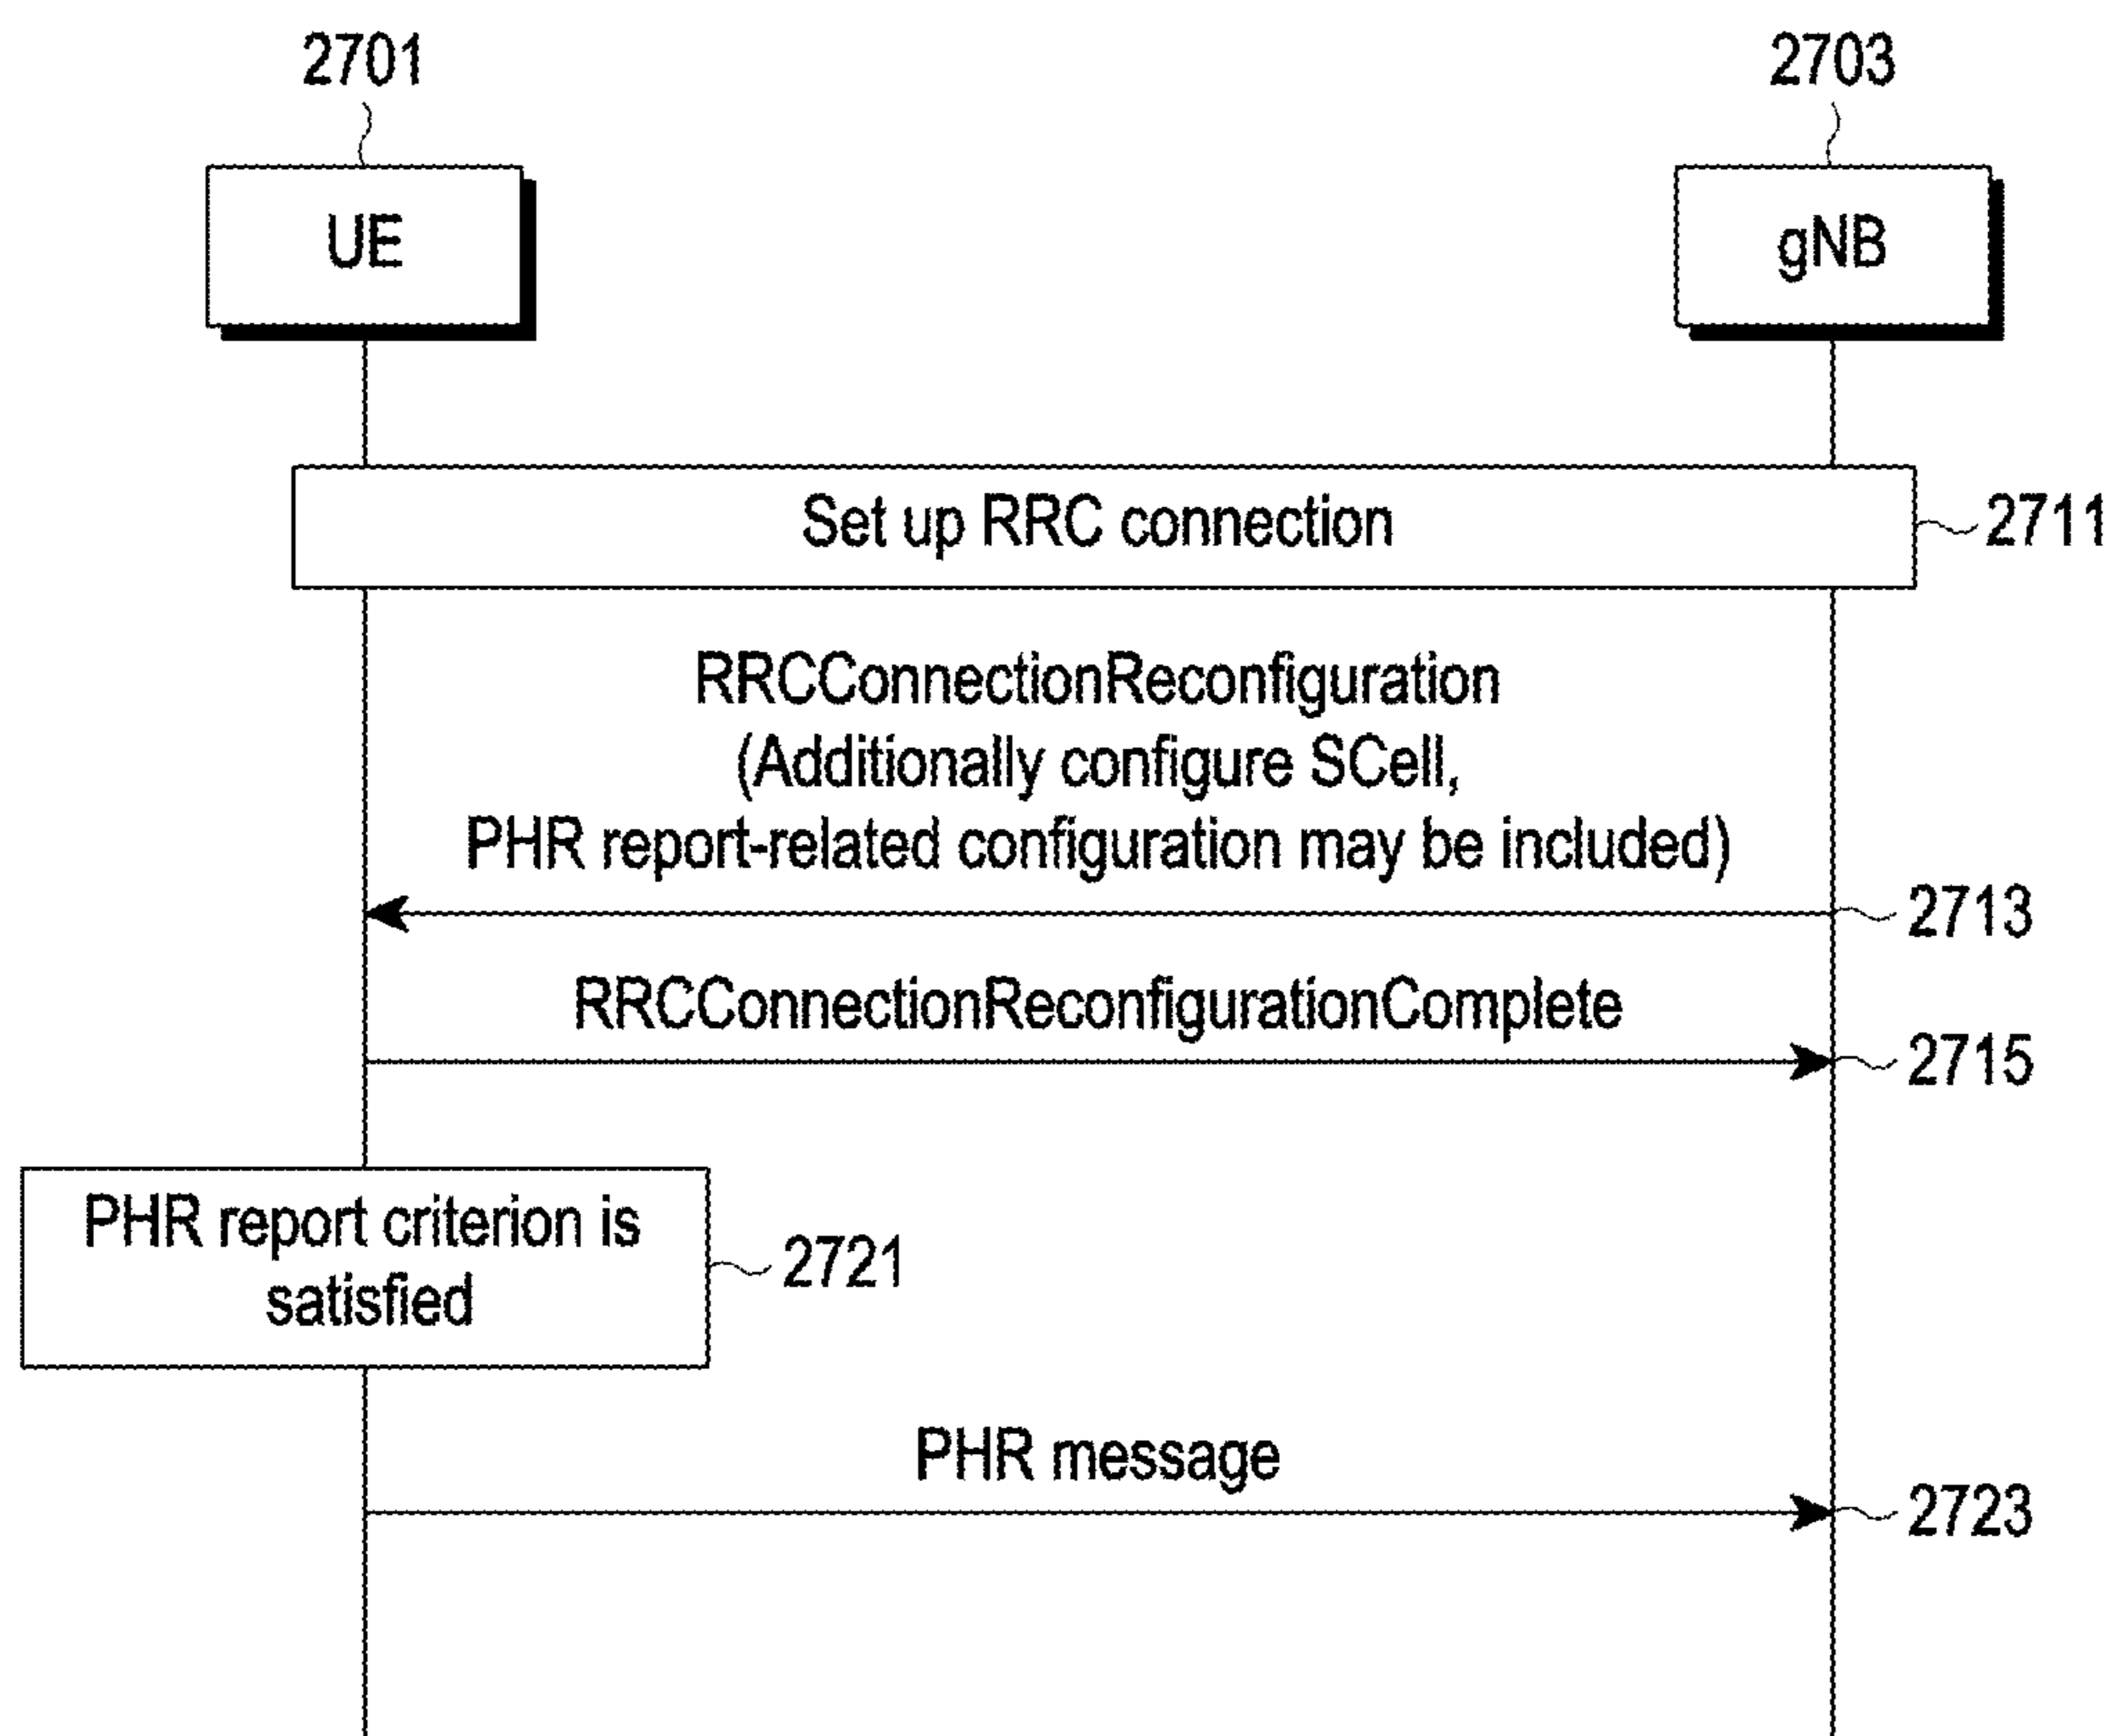 2701
2703
UE
gNB
Set up RRC connection
2711
RRCConnectionReconfiguration
(Additionally configure SCell,
PHR report-related configuration may be included)
2713
RRCConnectionReconfigurationComplete
2715
PHR report criterion is
satisfied
2721
PHR message
2723